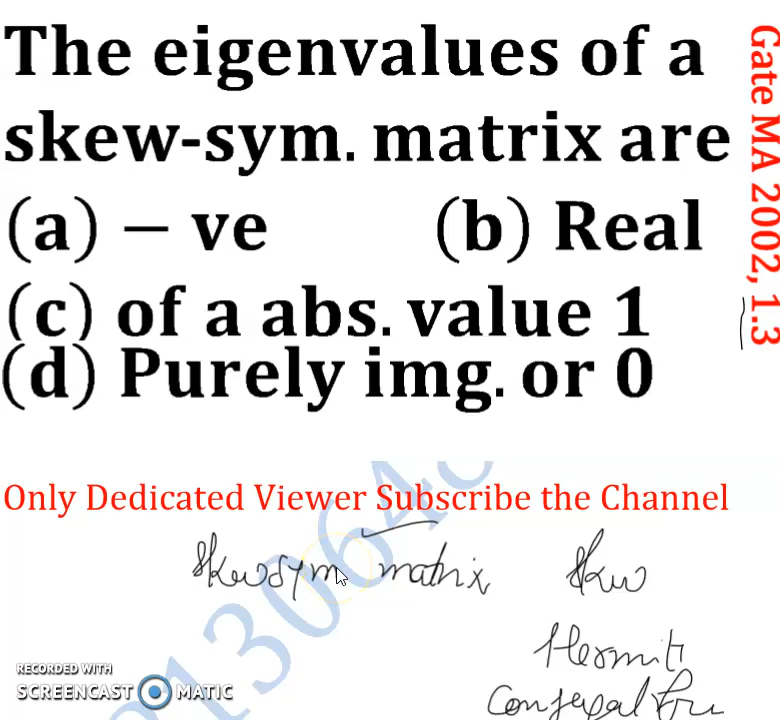 The eigenvalues of a
skew-sym. matrix are
(a) – ve (b) Real
(c) of a abs. value 1
(d) Purely img. or 0
Gate MA 2002, 1.3
Only Dedicated Viewer Subscribe the Channel
skewsym matrix skew
Hermiti
RECORDED WITH
SCREENCAST MATIC